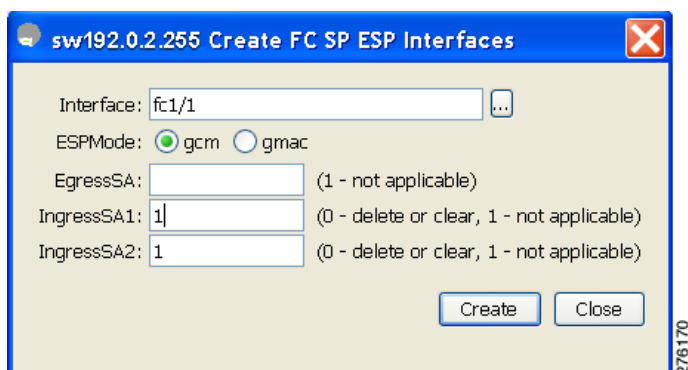 sw192.0.2.255 Create FC SP ESP Interfaces
Interface: fc1/1 ...
ESPMode: gcm gmac
EgressSA: (1 - not applicable)
IngressSA1: 1 (0 - delete or clear, 1 - not applicable)
IngressSA2: 1 (0 - delete or clear, 1 - not applicable)
Create Close
276170